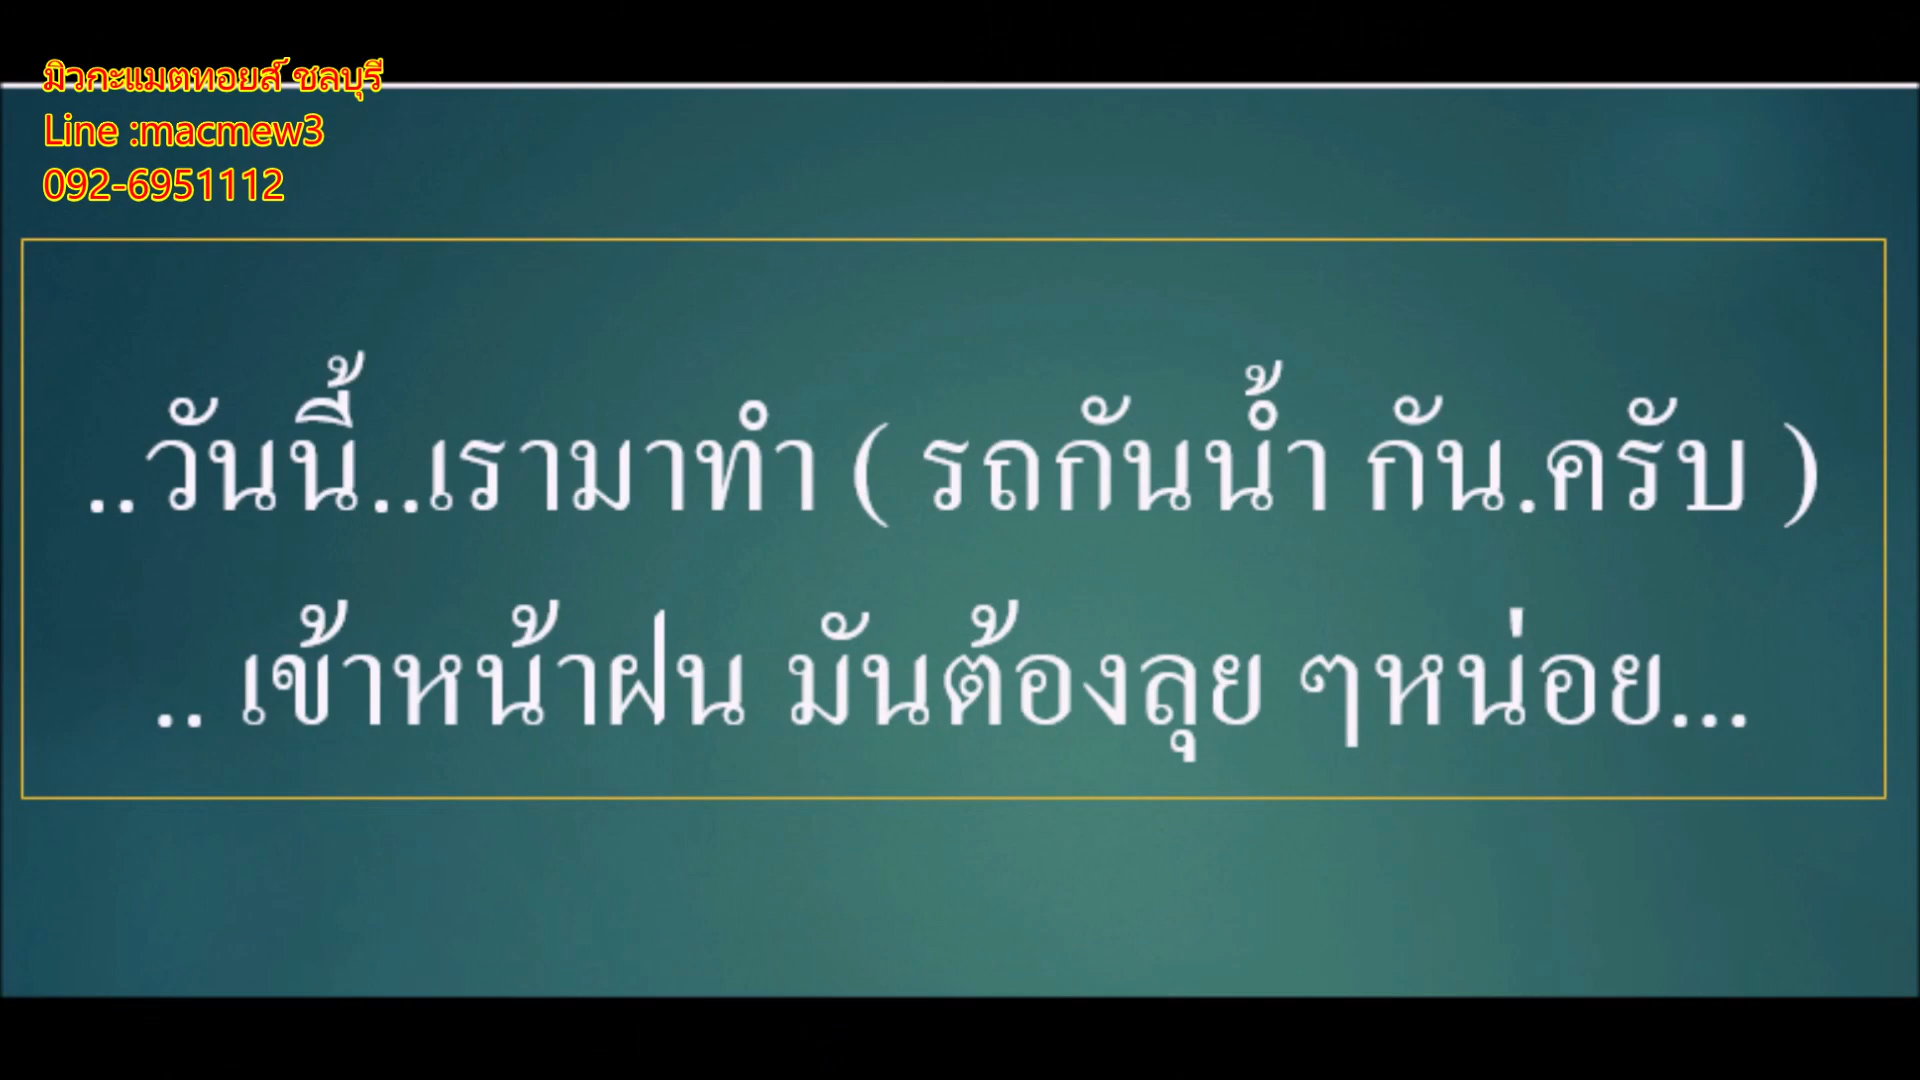 มิวกะแมตทอยส์ ชลบุรี
Line :macmew3
092-6951112
..วันนี้..เรามาทำ ( รถกันน้ำ กัน.ครับ )
.. เข้าหน้าฝน มันต้องลุย ๆหน่อย...